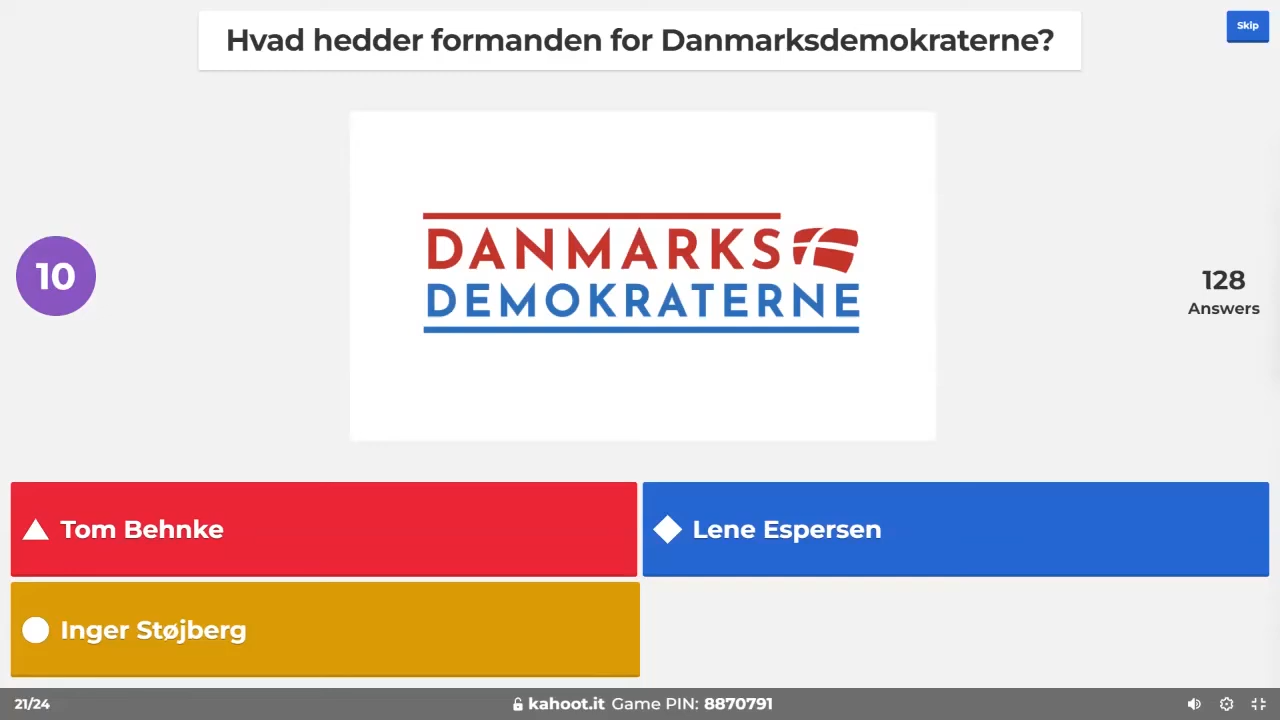 Hvad hedder formanden for Danmarksdemokraterne?
Skip
DANMARKS
DEMOKRATERNE
10
128
Answers
Tom Behnke
Lene Espersen
Inger Støjberg
21/24
kahoot.it Game PIN: 8870791